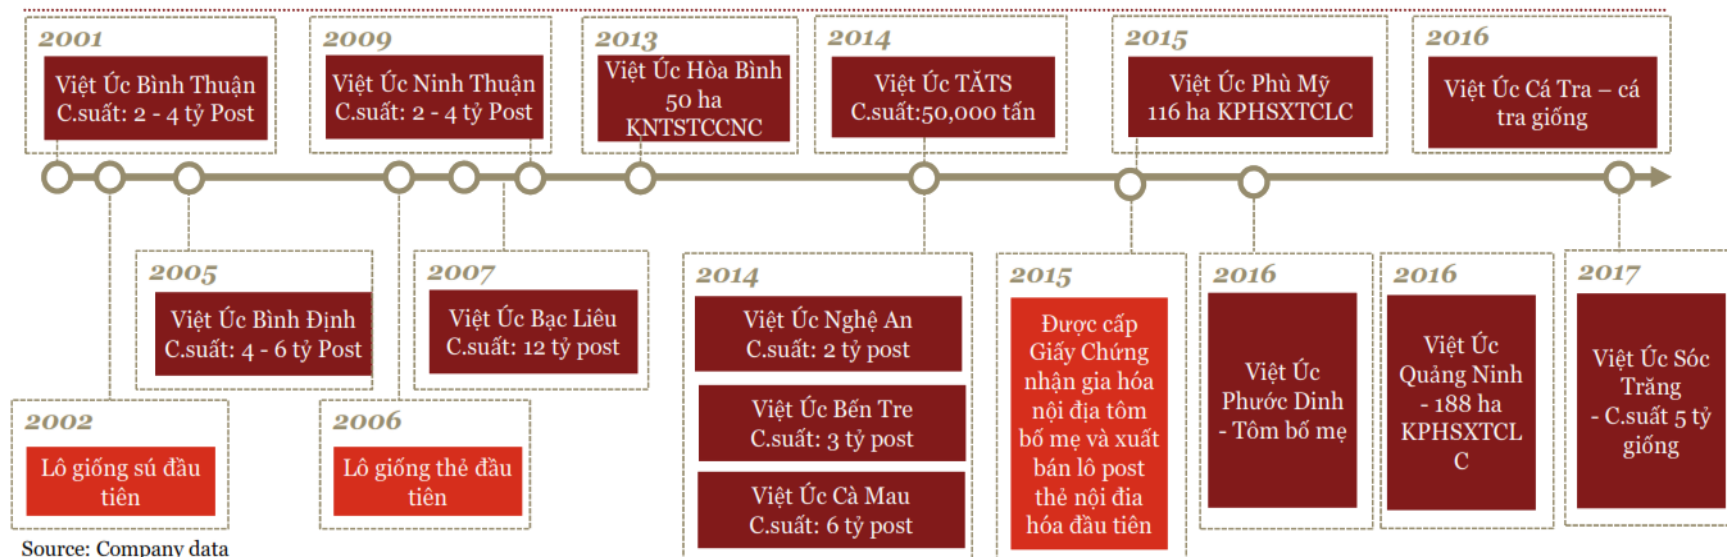 2001
Việt Úc Bình Thuận
C.suất: 2 - 4 tỷ Post
2009
Việt Úc Ninh Thuận
C.suất: 2 - 4 tỷ Post
2013
Việt Úc Hòa Bình
50 ha
KNTSTCCNC
2014
Việt Úc TĂTS
C.suất:50,000 tấn
2015
Việt Úc Phù Mỹ
116 ha KPHSXTCLC
2016
Việt Úc Cá Tra – cá
tra giống
2005
Việt Úc Bình Định
C.suất: 4 - 6 tỷ Post
2007
Việt Úc Bạc Liêu
C.suất: 12 tỷ post
2002
Lô giống sú đầu
tiên
2006
Lô giống thẻ đầu
tiên
2014
Việt Úc Nghệ An
C.suất: 2 tỷ post
Việt Úc Bến Tre
C.suất: 3 tỷ post
Việt Úc Cà Mau
C.suất: 6 tỷ post
2015
Được cấp
Giấy Chứng
nhận gia hóa
nội địa tôm
bố mẹ và xuất
bán lô post
thẻ nội đia
hóa đầu tiên
2016
Việt Úc
Phước Dinh
- Tôm bố mẹ
2016
Việt Úc
Quảng Ninh
- 188 ha
KPHSXTCL
C
2017
Việt Úc Sóc
Trăng
- C.suất 5 tỷ
giống
Source: Company data